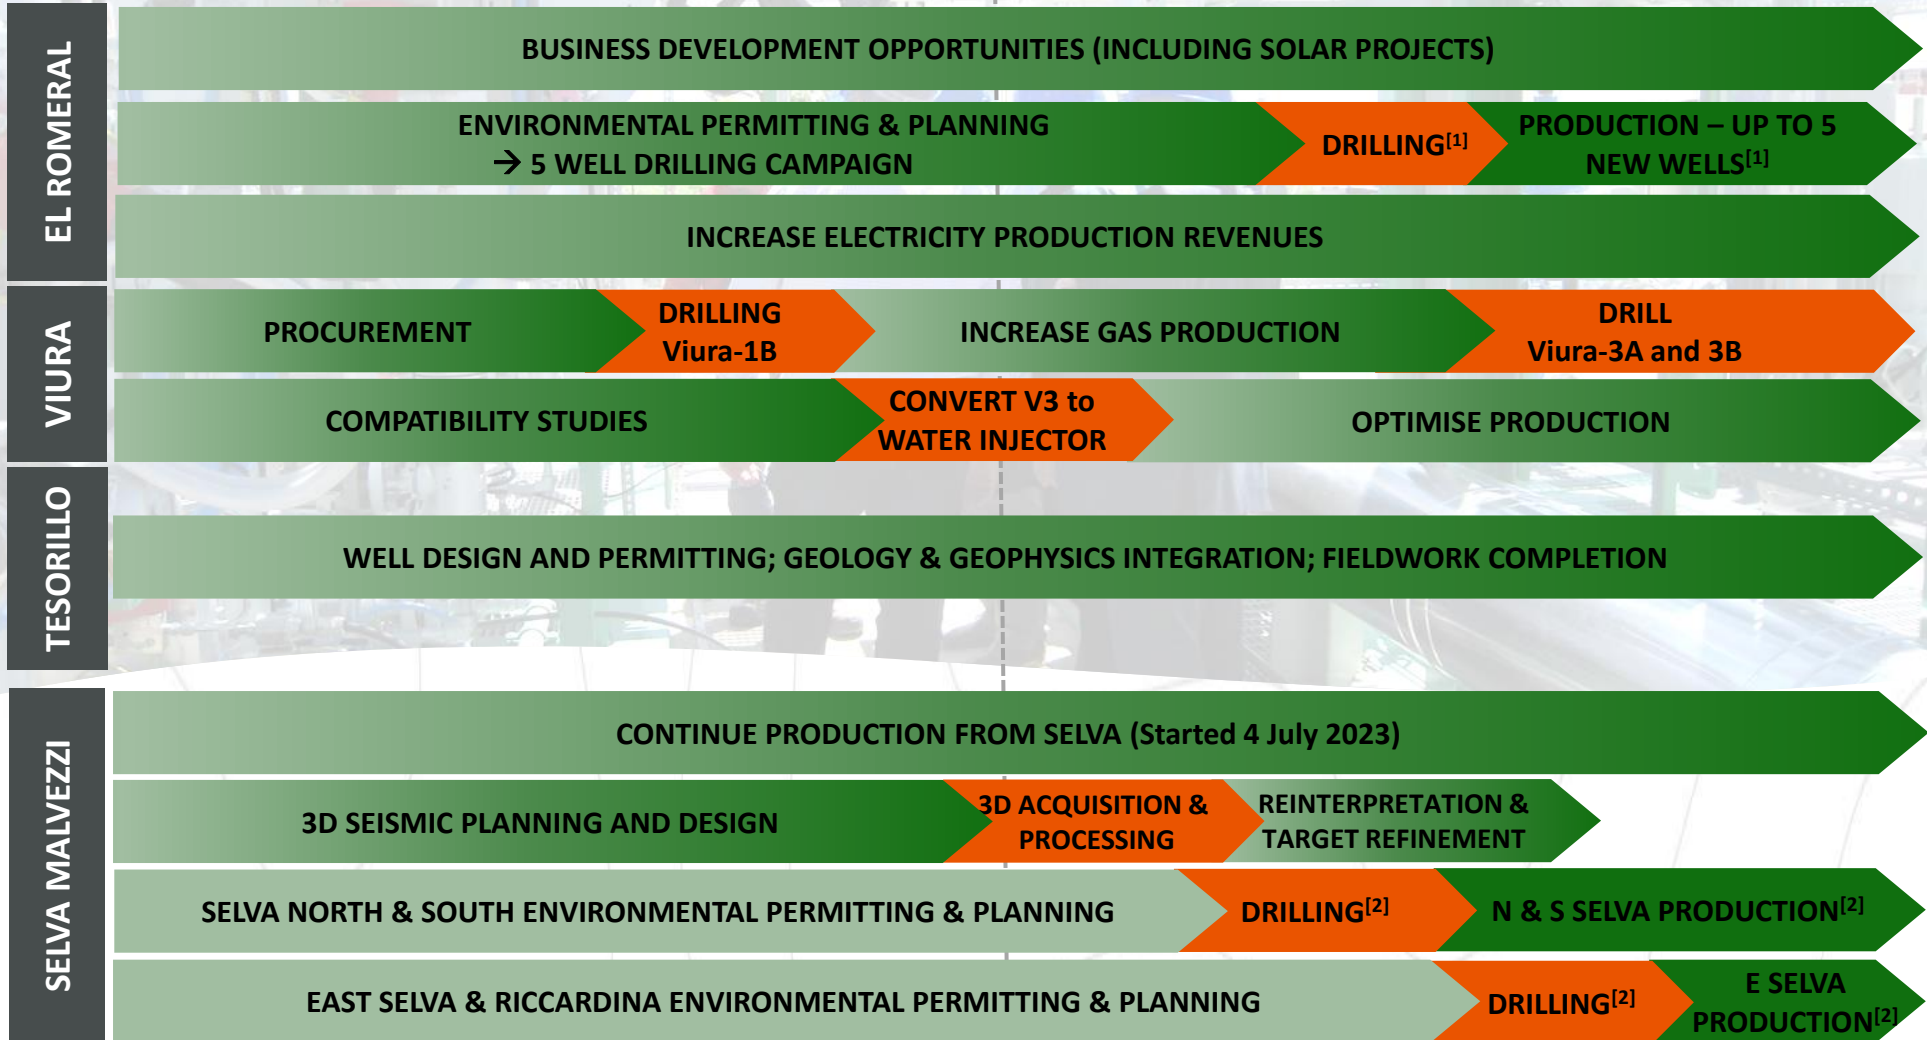 EL ROMERAL
BUSINESS DEVELOPMENT OPPORTUNITIES (INCLUDING SOLAR PROJECTS)
ENVIRONMENTAL PERMITTING & PLANNING
→ 5 WELL DRILLING CAMPAIGN
DRILLING[1]
PRODUCTION – UP TO 5
NEW WELLS[1]
INCREASE ELECTRICITY PRODUCTION REVENUES
VIURA
PROCUREMENT
DRILLING
Viura-1B
INCREASE GAS PRODUCTION
DRILL
Viura-3A and 3B
COMPATIBILITY STUDIES
CONVERT V3 to
WATER INJECTOR
OPTIMISE PRODUCTION
TESORILLO
WELL DESIGN AND PERMITTING; GEOLOGY & GEOPHYSICS INTEGRATION; FIELDWORK COMPLETION
SELVA MALVEZZI
CONTINUE PRODUCTION FROM SELVA (Started 4 July 2023)
3D SEISMIC PLANNING AND DESIGN
3D ACQUISITION &
PROCESSING
REINTERPRETATION &
TARGET REFINEMENT
SELVA NORTH & SOUTH ENVIRONMENTAL PERMITTING & PLANNING
DRILLING[2]
N & S SELVA PRODUCTION[2]
EAST SELVA & RICCARDINA ENVIRONMENTAL PERMITTING & PLANNING
DRILLING[2]
E SELVA
PRODUCTION[2]